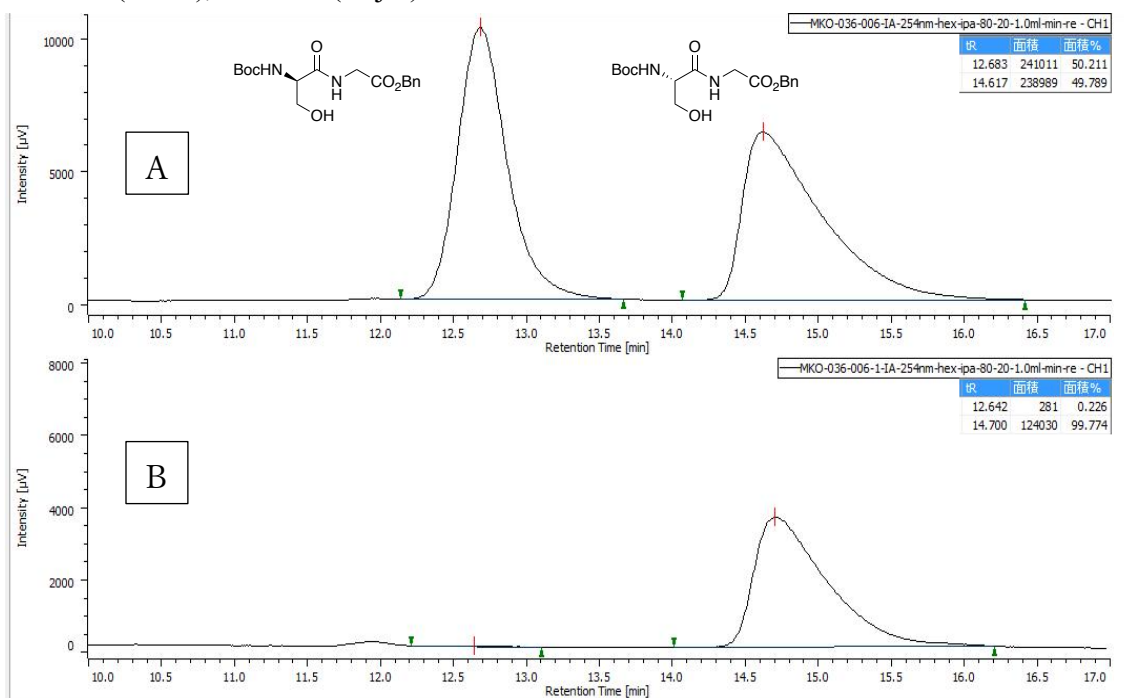 MKO-036-006-IA-254nm-hex-ipa-80-20-1.0ml-min-re - CH1
tR 面積 面積%
12.683 241011 50.211
14.617 238989 49.789
10000
5000
0
Intensity [μV]
A
BocHN
O
N
H
CO2Bn
OH
BocHN
O
N
H
CO2Bn
OH
10.0 10.5 11.0 11.5 12.0 12.5 13.0 13.5 14.0 14.5 15.0 15.5 16.0 16.5 17.0
Retention Time [min]
MKO-036-006-1-IA-254nm-hex-ipa-80-20-1.0ml-min-re - CH1
tR 面積 面積%
12.642 281 0.226
14.700 124030 99.774
8000
6000
4000
2000
0
Intensity [μV]
B
10.0 10.5 11.0 11.5 12.0 12.5 13.0 13.5 14.0 14.5 15.0 15.5 16.0 16.5 17.0
Retention Time [min]